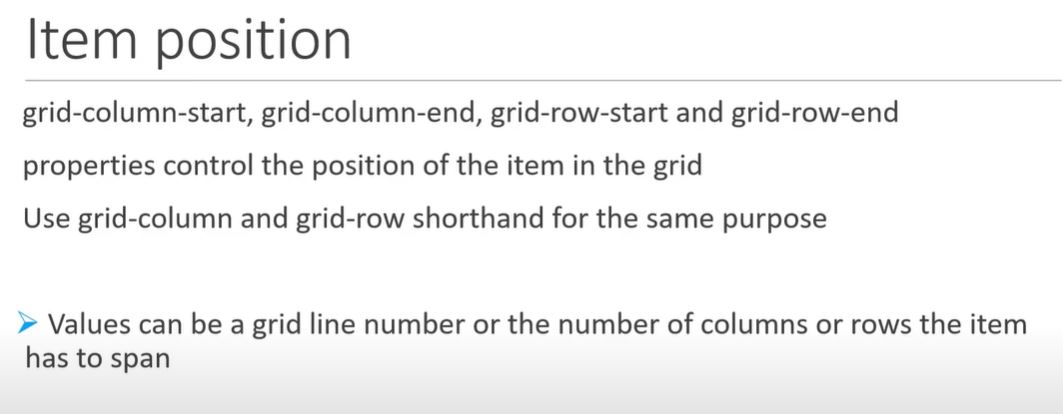 Item position
grid-column-start, grid-column-end, grid-row-start and grid-row-end
properties control the position of the item in the grid
Use grid-column and grid-row shorthand for the same purpose
Values can be a grid line number or the number of columns or rows the item
has to span